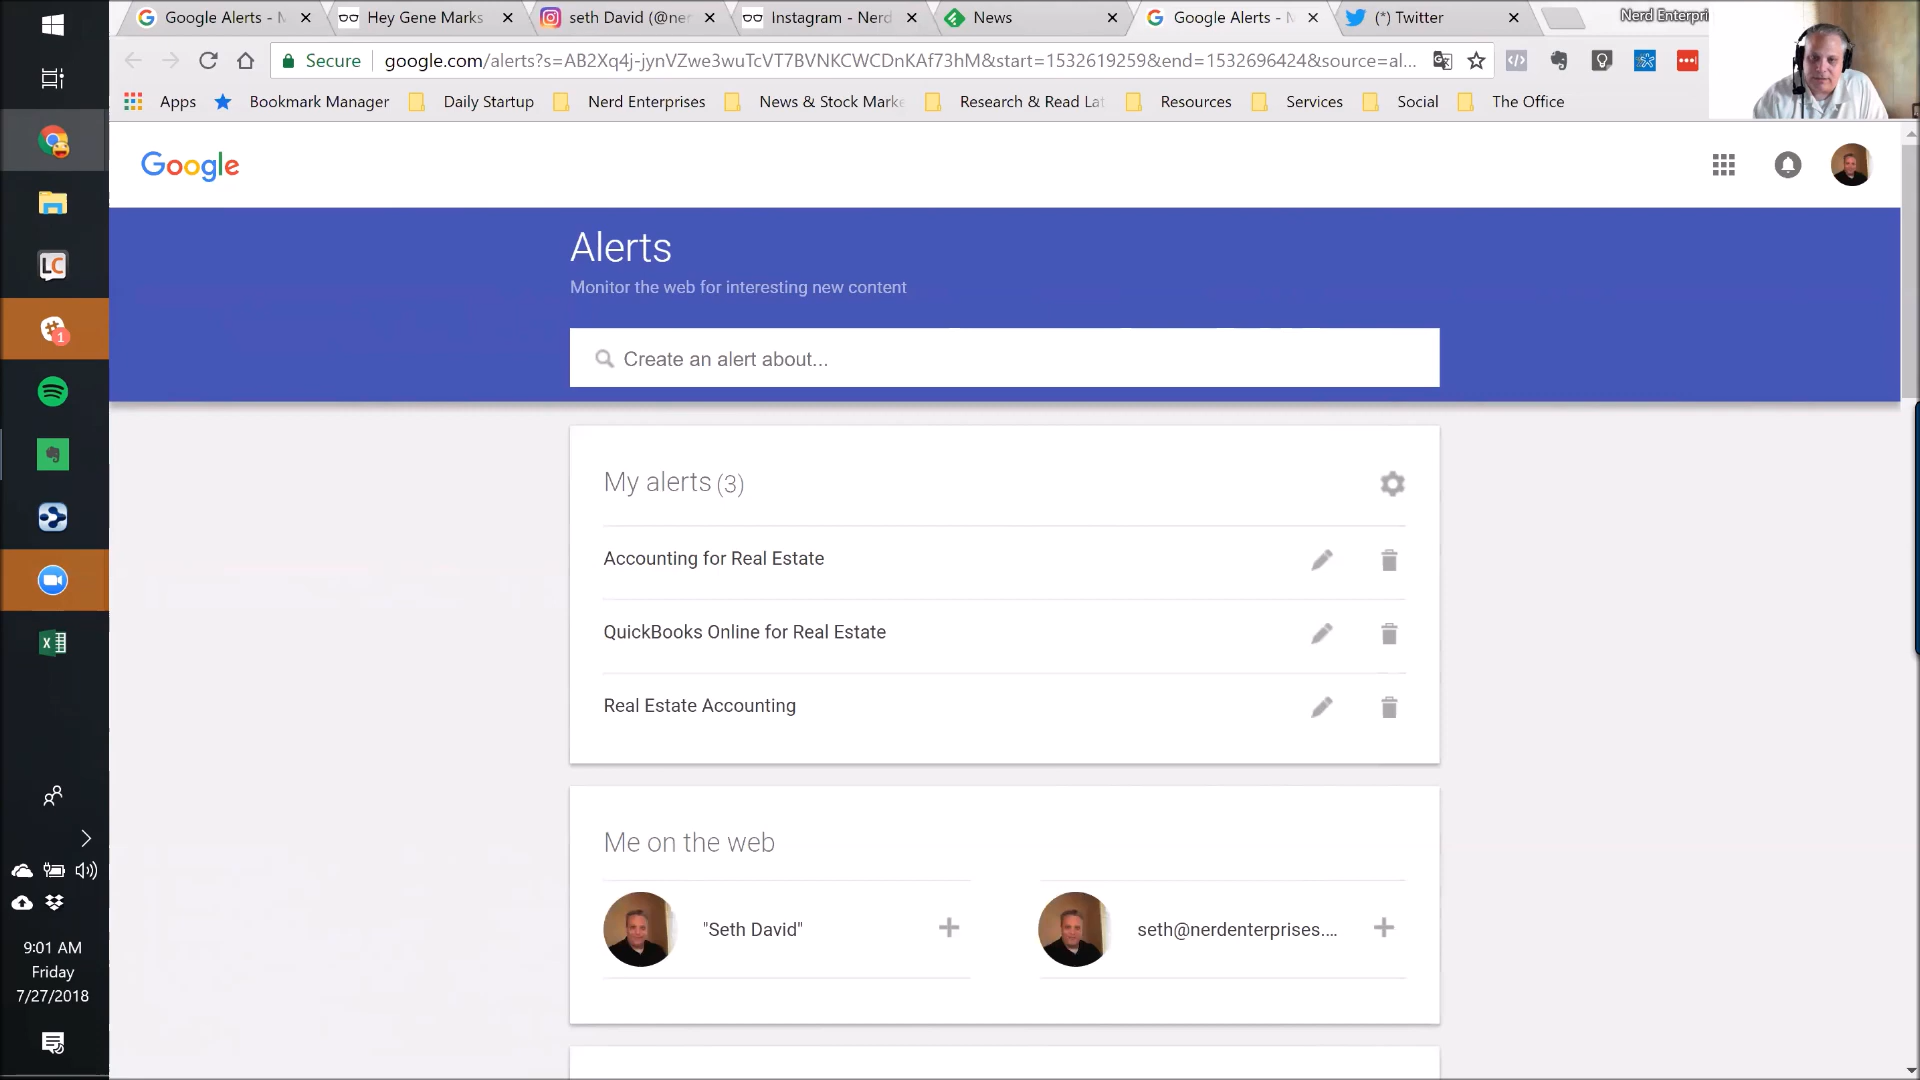 Google Alerts - M
Hey Gene Marks
seth David (@ner
Instagram - Nerd
News
Google Alerts - M
(*) Twitter
Nerd Enterpri
Secure
google.com/alerts?s=AB2Xq4j-jynVZwe3wuTcVT7BVNKCWCDnKAf73hM&start=1532619259&end=1532696424&source=al...
Apps
Bookmark Manager
Daily Startup
Nerd Enterprises
News & Stock Marke
Research & Read Lat
Resources
Services
Social
The Office
Google
Alerts
Monitor the web for interesting new content
Create an alert about...
My alerts (3)
Accounting for Real Estate
QuickBooks Online for Real Estate
Real Estate Accounting
Me on the web
"Seth David"
seth@nerdenterprises....
LC
1
9:01 AM
Friday
7/27/2018